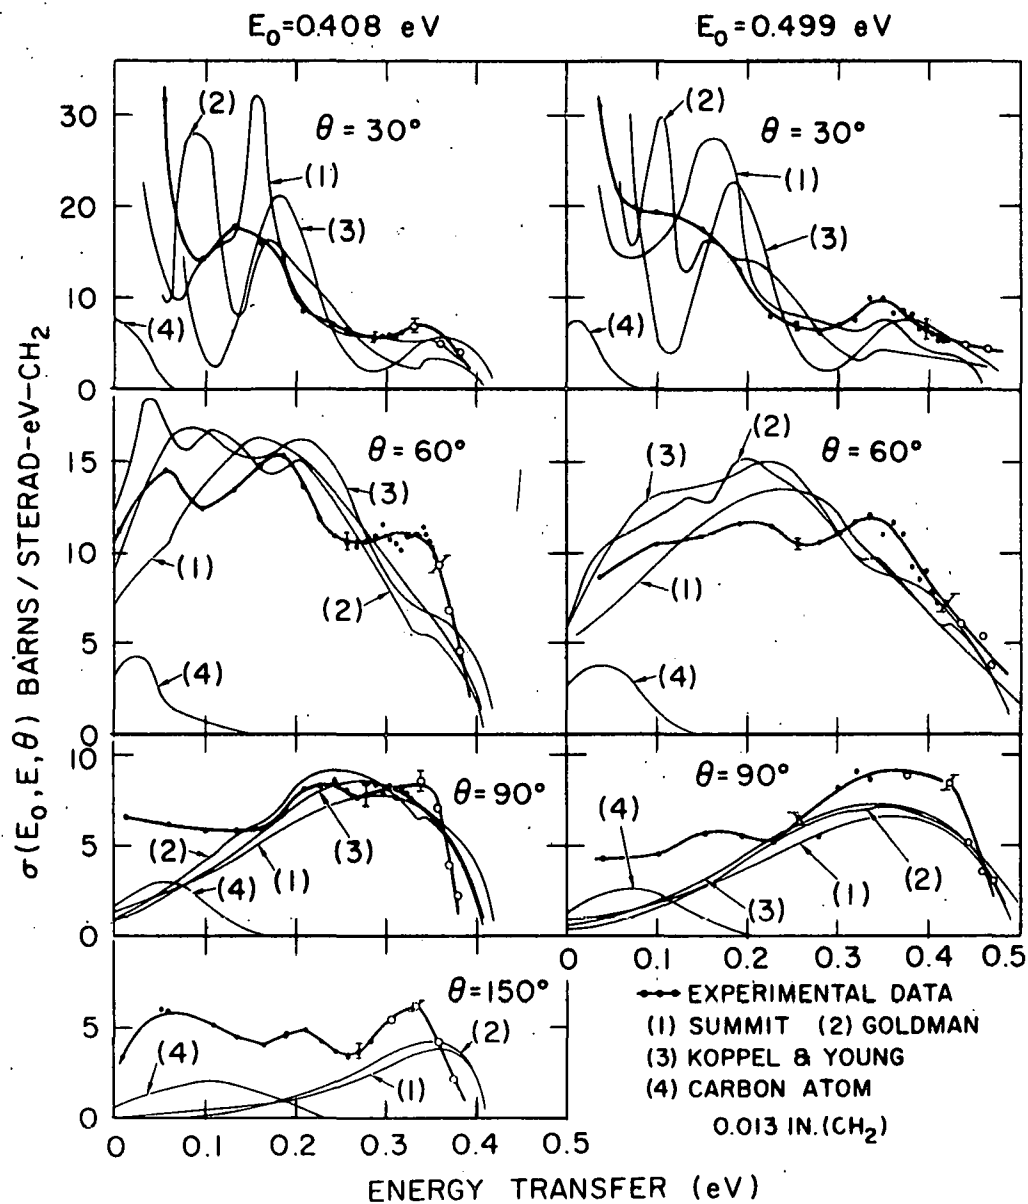 E₀=0.408 eV
E₀=0.499 eV
σ(E₀,E,θ) BARNS/STERAD-eV-CH₂
30
20
10
0
(2)
θ = 30°
(1)
(3)
(4)
(2)
θ = 30°
(1)
(3)
(4)
15
10
5
0
θ = 60°
(3)
(1)
(2)
(4)
(2)
(3)
θ = 60°
(1)
(4)
10
5
0
θ = 90°
(2)
(3)
(1)
(4)
θ = 90°
(4)
(1)
(2)
(3)
0 0.1 0.2 0.3 0.4 0.5
5
0
θ=150°
(4)
(2)
(1)
0 0.1 0.2 0.3 0.4 0.5
EXPERIMENTAL DATA
(1) SUMMIT (2) GOLDMAN
(3) KOPPEL & YOUNG
(4) CARBON ATOM
0.013 IN.(CH₂)
ENERGY TRANSFER (eV)